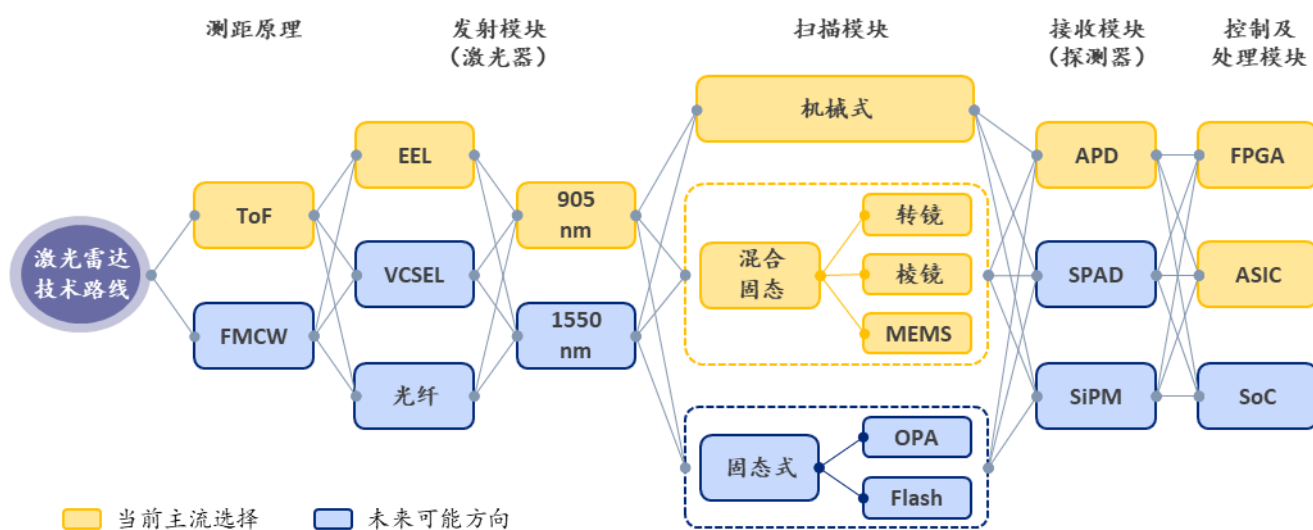 测距原理
发射模块
（激光器）
扫描模块
接收模块
（探测器）
控制及
处理模块
激光雷达
技术路线
ToF
FMCW
EEL
VCSEL
光纤
905
nm
1550
nm
机械式
混合
固态
转镜
棱镜
MEMS
固态式
OPA
Flash
APD
SPAD
SiPM
FPGA
ASIC
SoC
当前主流选择
未来可能方向